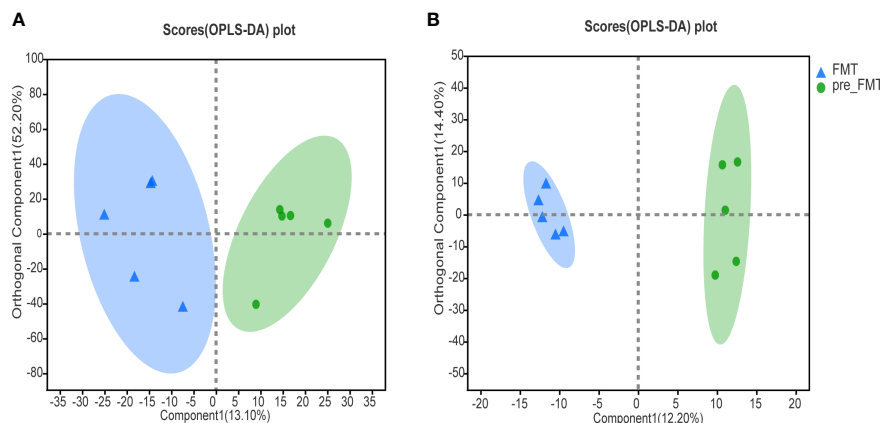 A
Scores(OPLS-DA) plot
Orthogonal Component1(52.20%)
100
80
60
40
20
0
-20
-40
-60
-80
-35 -30 -25 -20 -15 -10 -5 0 5 10 15 20 25 30 35
Component1(13.10%)
B
Scores(OPLS-DA) plot
Orthogonal Component1(14.40%)
50
40
30
20
10
0
-10
-20
-30
-40
-50
-20 -15 -10 -5 0 5 10 15 20
Component1(12.20%)
FMT
pre_FMT